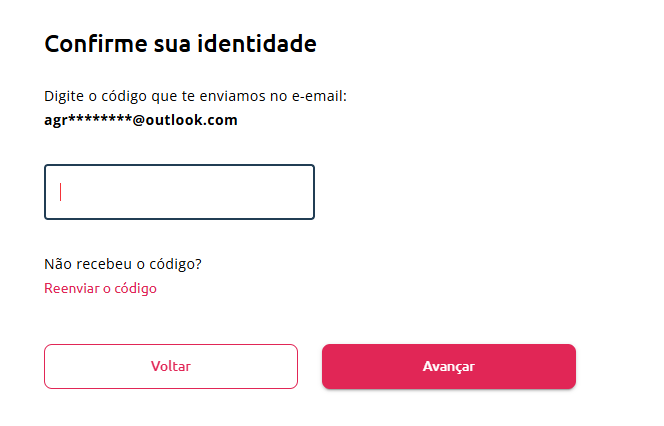 Confirme sua identidade
Digite o código que te enviamos no e-email:
agr********@outlook.com
Não recebeu o código?
Reenviar o código
Voltar
Avançar